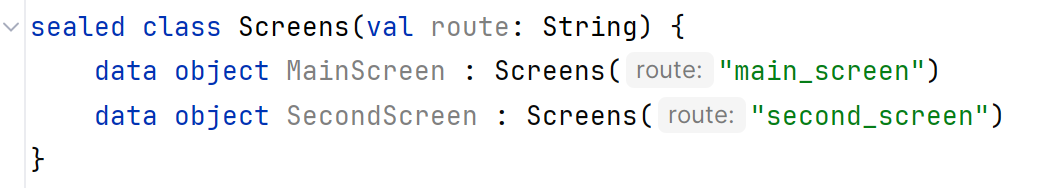 sealed class Screens(val route: String) {
    data object MainScreen : Screens( route: "main_screen")
    data object SecondScreen : Screens( route: "second_screen")
}